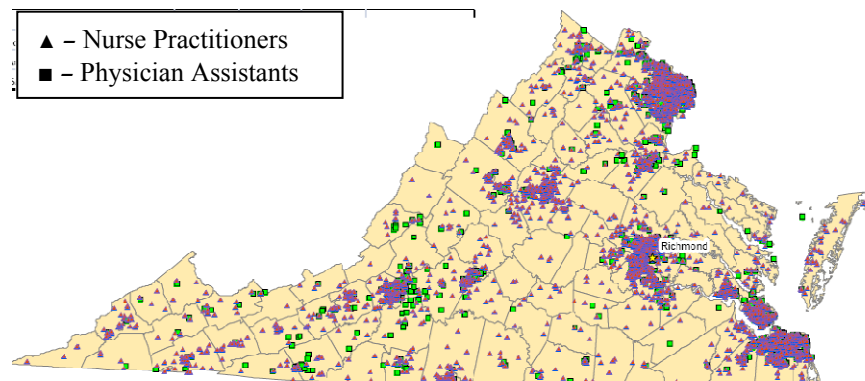 ▲ – Nurse Practitioners
■ – Physician Assistants
Richmond